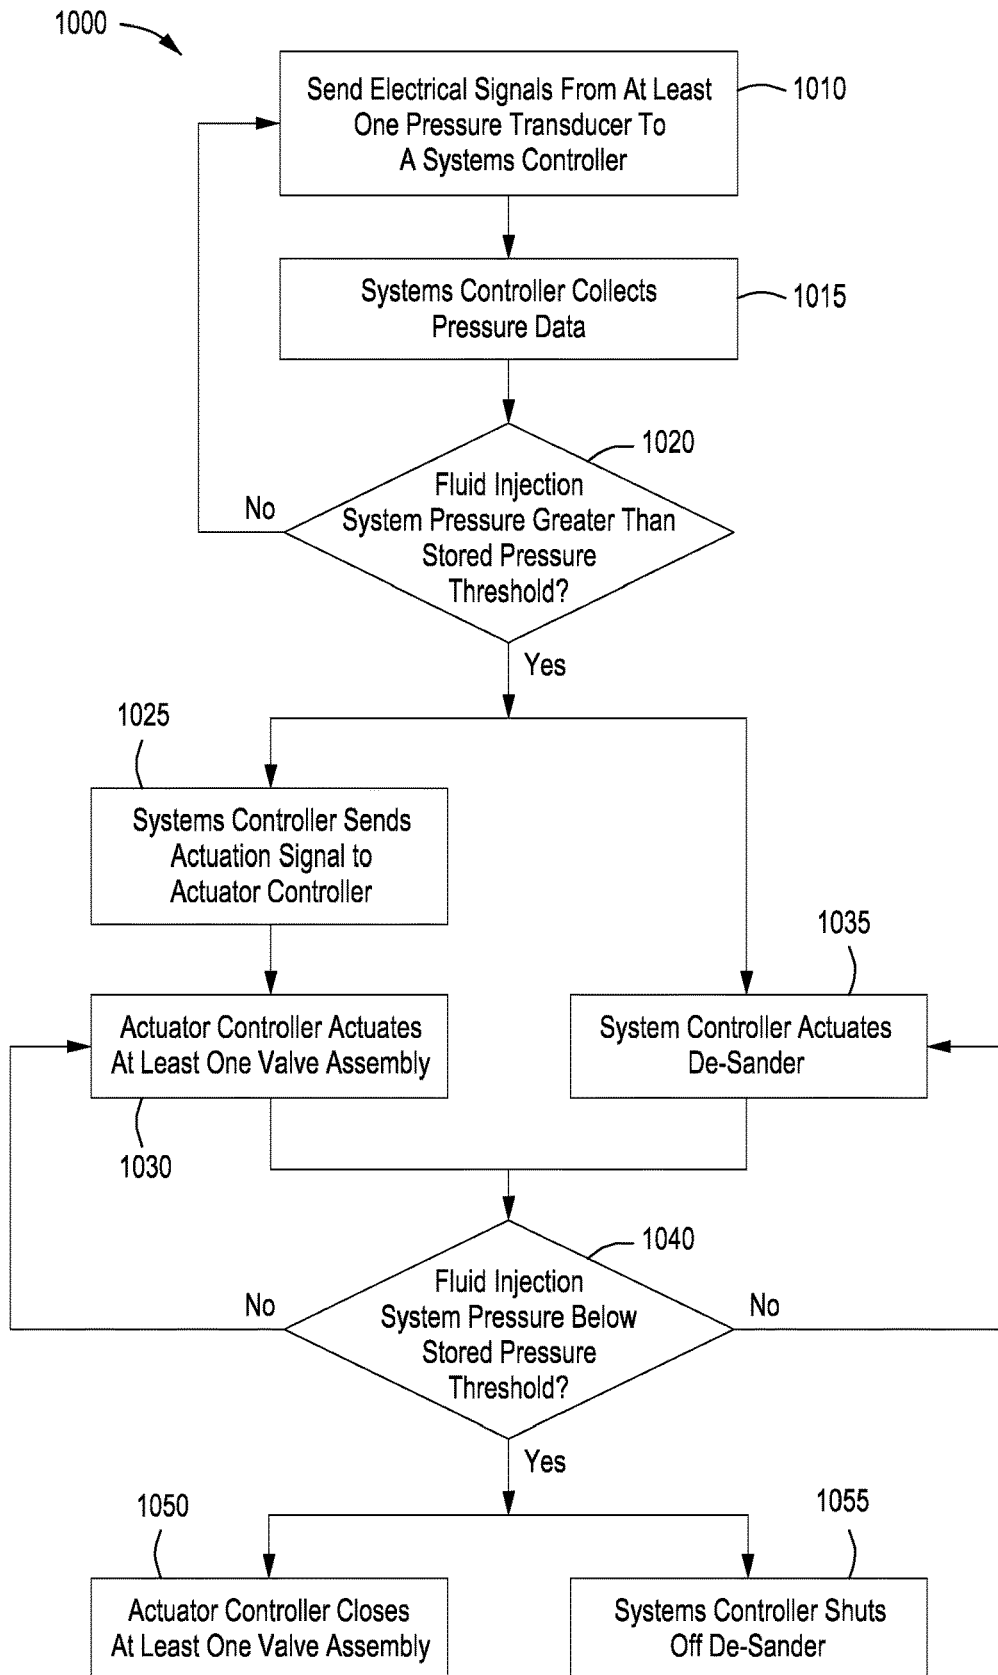 1000
Send Electrical Signals From At Least
One Pressure Transducer To
A Systems Controller
1010
Systems Controller Collects
Pressure Data
1015
1020
Fluid Injection
System Pressure Greater Than
Stored Pressure
Threshold?
No
Yes
1025
Systems Controller Sends
Actuation Signal to
Actuator Controller
1035
Actuator Controller Actuates
At Least One Valve Assembly
System Controller Actuates
De-Sander
1030
1040
Fluid Injection
System Pressure Below
Stored Pressure
Threshold?
No
No
Yes
1050
1055
Actuator Controller Closes
At Least One Valve Assembly
Systems Controller Shuts
Off De-Sander